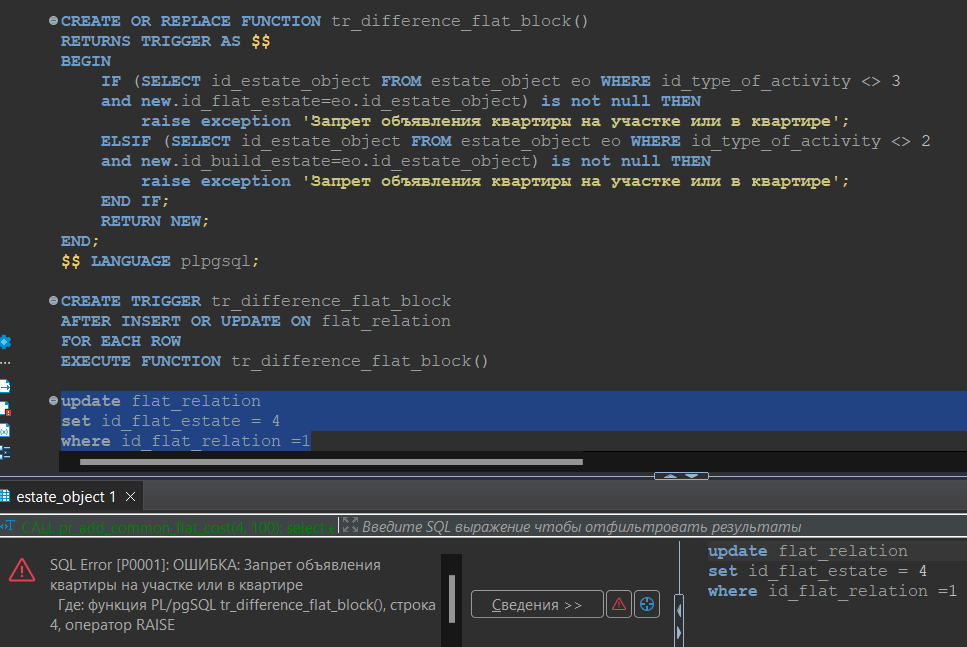 CREATE OR REPLACE FUNCTION tr_difference_flat_block()
RETURNS TRIGGER AS $$
BEGIN
    IF (SELECT id_estate_object FROM estate_object eo WHERE id_type_of_activity <> 3
    and new.id_flat_estate=eo.id_estate_object) is not null THEN
        raise exception 'Запрет объявления квартиры на участке или в квартире';
    ELSIF (SELECT id_estate_object FROM estate_object eo WHERE id_type_of_activity <> 2
    and new.id_build_estate=eo.id_estate_object) is not null THEN
        raise exception 'Запрет объявления квартиры на участке или в квартире';
    END IF;
    RETURN NEW;
END;
$$ LANGUAGE plpgsql;
CREATE TRIGGER tr_difference_flat_block
AFTER INSERT OR UPDATE ON flat_relation
FOR EACH ROW
EXECUTE FUNCTION tr_difference_flat_block()
update flat_relation
set id_flat_estate = 4
where id_flat_relation =1
estate_object 1
CALL pr_add_common_flat_cost(4, 100); select Введите SQL выражение чтобы отфильтровать результаты
SQL Error [P0001]: ОШИБКА: Запрет объявления
квартиры на участке или в квартире
Где: функция PL/pgSQL tr_difference_flat_block(), строка
4, оператор RAISE
Сведения >>
update flat_relation
set id_flat_estate = 4
where id_flat_relation =1